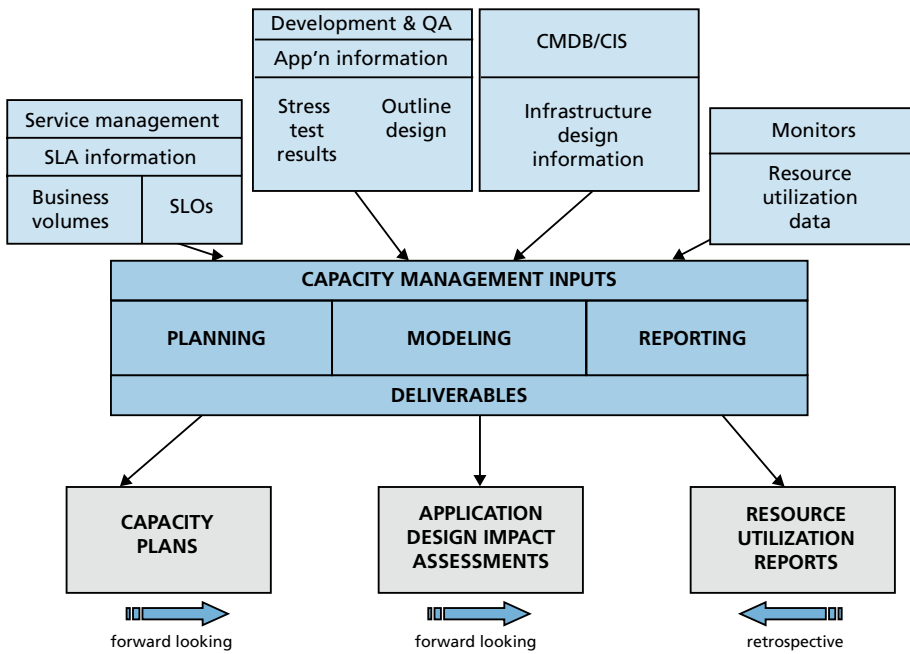 Service management
SLA information
Business
volumes
SLOs
Development & QA
App'n information
Stress
test
results
Outline
design
CMDB/CIS
Infrastructure
design
information
Monitors
Resource
utilization
data
CAPACITY MANAGEMENT INPUTS
PLANNING
MODELING
REPORTING
DELIVERABLES
CAPACITY
PLANS
APPLICATION
DESIGN IMPACT
ASSESSMENTS
RESOURCE
UTILIZATION
REPORTS
forward looking
forward looking
retrospective